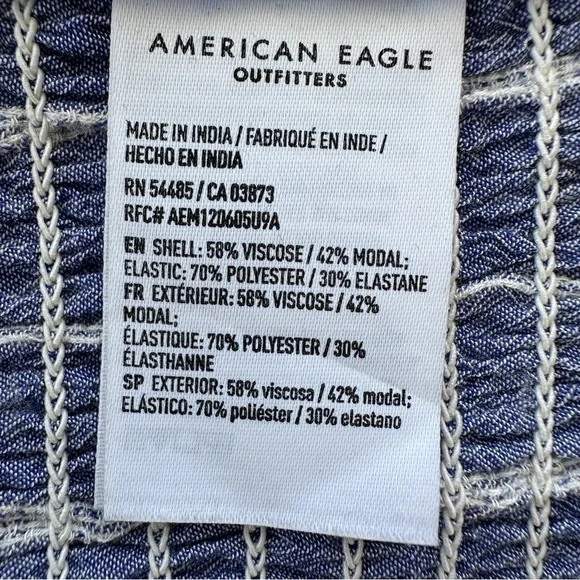 AMERICAN EAGLE
OUTFITTERS
MADE IN INDIA / FABRIQUÉ EN INDE /
HECHO EN INDIA
RN 54485 / CA 03873
RFC# AEM120605U9A
EN SHELL: 58% VISCOSE / 42% MODAL;
ELASTIC: 70% POLYESTER / 30% ELASTANE
FR EXTÉRIEUR: 58% VISCOSE / 42%
MODAL;
ÉLASTIQUE: 70% POLYESTER / 30%
ÉLASTHANNE
SP EXTERIOR: 58% viscosa / 42% modal;
ELÁSTICO: 70% poliéster / 30% elastano